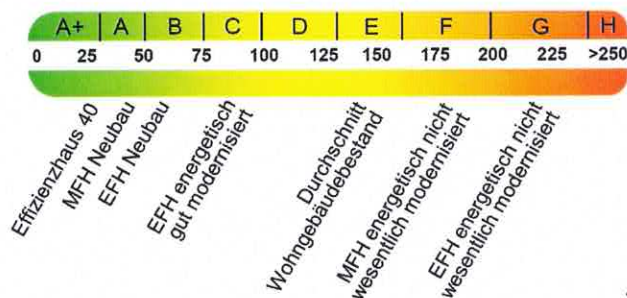 A+ A B C D E F G H
0 25 50 75 100 125 150 175 200 225 >250
Effizienzhaus 40
MFH Neubau
EFH Neubau
EFH energetisch
gut modernisiert
Durchschnitt
Wohngebäudebestand
MFH energetisch nicht
wesentlich modernisiert
EFH energetisch nicht
wesentlich modernisiert